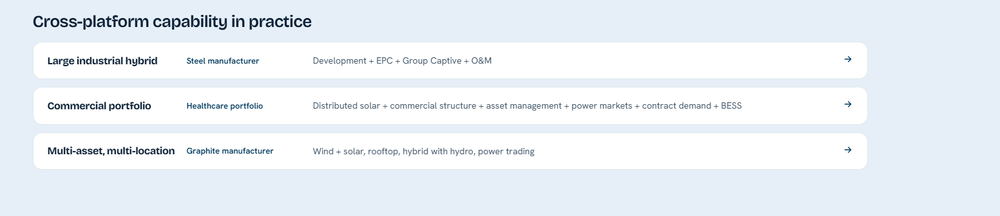 Cross-platform capability in practice
Large industrial hybrid Steel manufacturer Development + EPC + Group Captive + O&M →
Commercial portfolio Healthcare portfolio Distributed solar + commercial structure + asset management + power markets + contract demand + BESS →
Multi-asset, multi-location Graphite manufacturer Wind + solar, rooftop, hybrid with hydro, power trading →